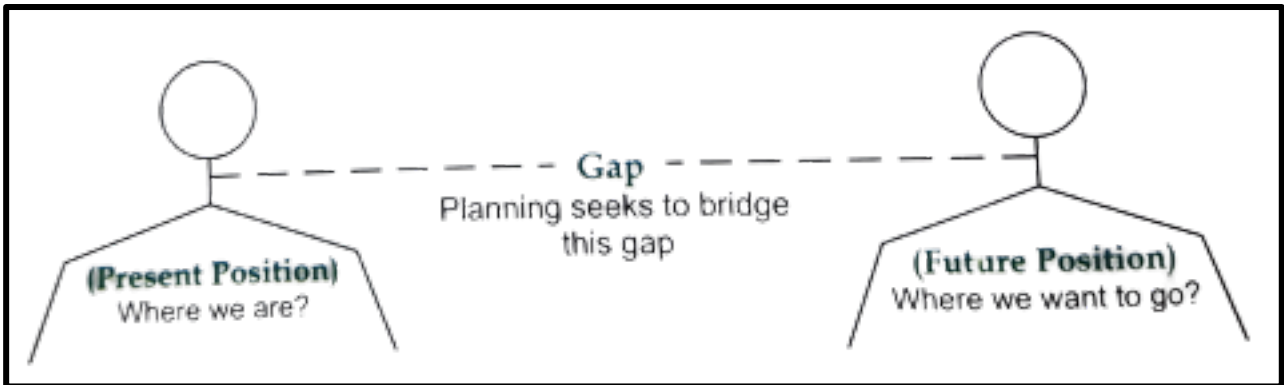 Gap
Planning seeks to bridge
this gap
(Present Position)
Where we are?
(Future Position)
Where we want to go?